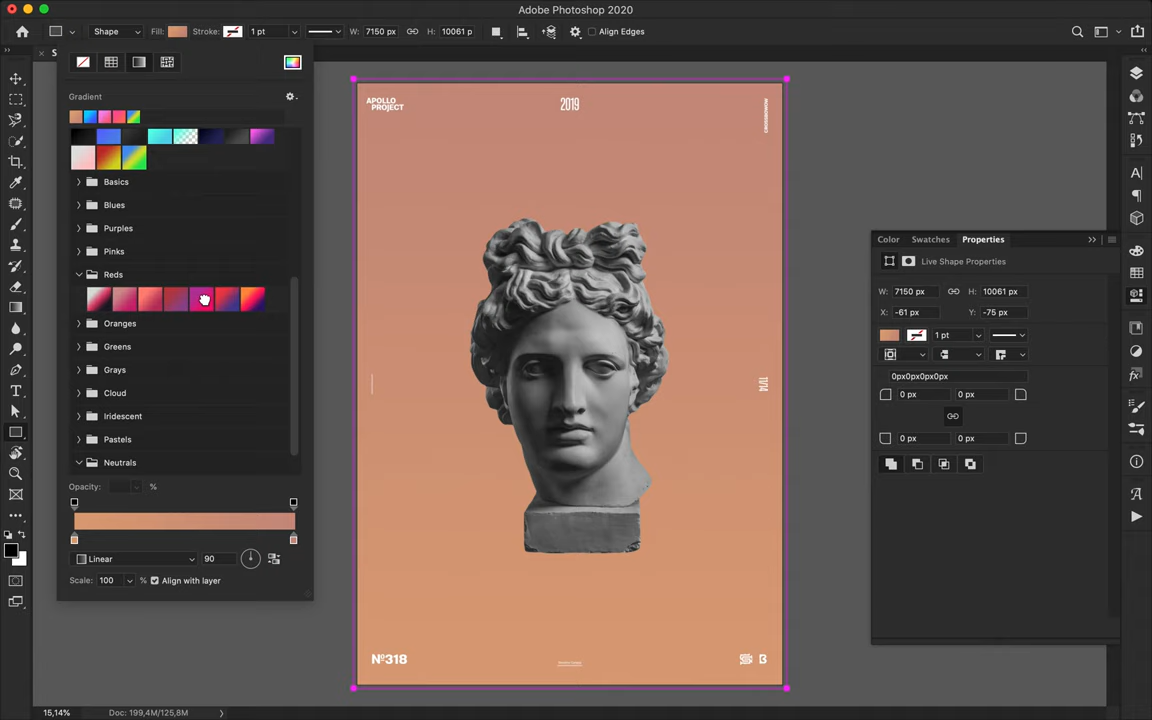 Adobe Photoshop 2020
Shape Fill: Stroke: 1 pt W: 7150 px H: 10061 p Align Edges
S
Gradient
Basics
Blues
Purples
Pinks
Reds
Oranges
Greens
Grays
Cloud
Iridescent
Pastels
Neutrals
Opacity: %
Linear 90
Scale: 100 % Align with layer
APOLLO
PROJECT
2019
11/14
Nº318
B
Color Swatches Properties
Live Shape Properties
W: 7150 px H: 10061 px
X: -61 px Y: -75 px
1 pt
0px0px0px0px
0 px 0 px
0 px 0 px
15,14% Doc: 199,4M/125,8M